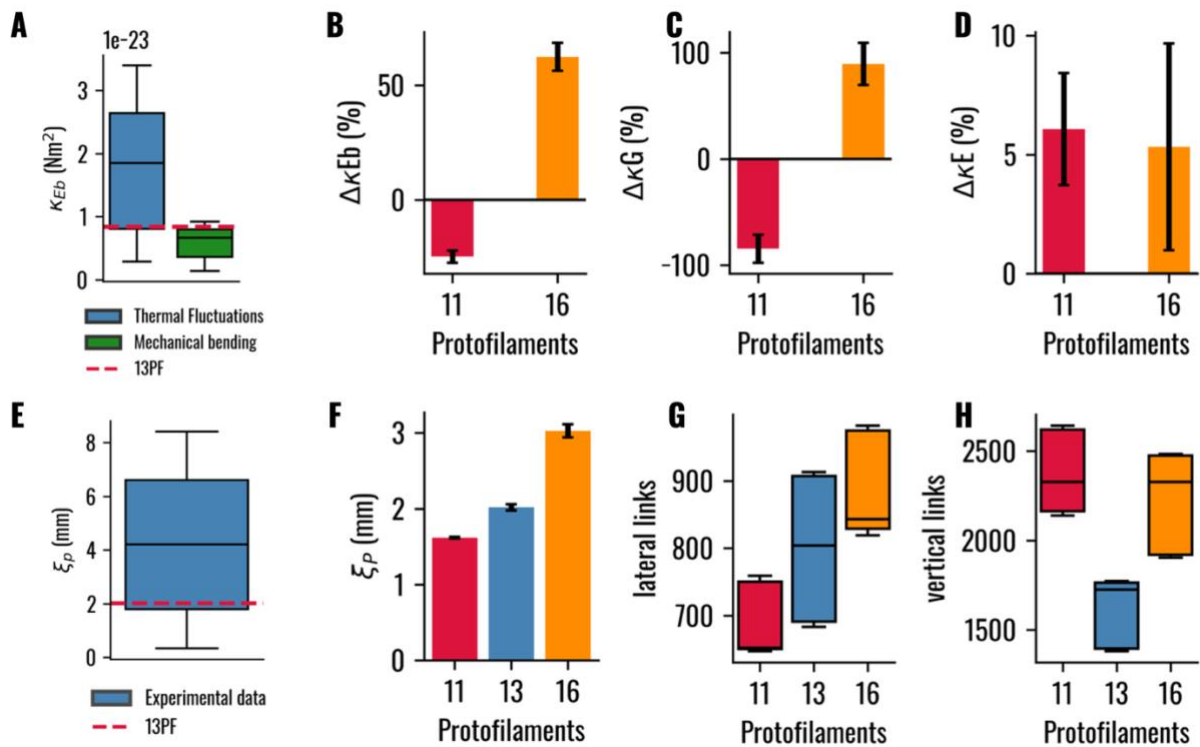 A
1e-23
3
2
1
0
κ_Eb (Nm²)
Thermal Fluctuations
Mechanical bending
13PF
B
50
0
ΔκEb (%)
11 16
Protofilaments
C
100
0
-100
ΔκG (%)
11 16
Protofilaments
D
10
5
0
ΔκE (%)
11 16
Protofilaments
E
8
6
4
2
0
ξ_p (mm)
Experimental data
13PF
F
3
2
1
0
ξ_P (mm)
11 13 16
Protofilaments
G
900
800
700
lateral links
11 13 16
Protofilaments
H
2500
2000
1500
vertical links
11 13 16
Protofilaments